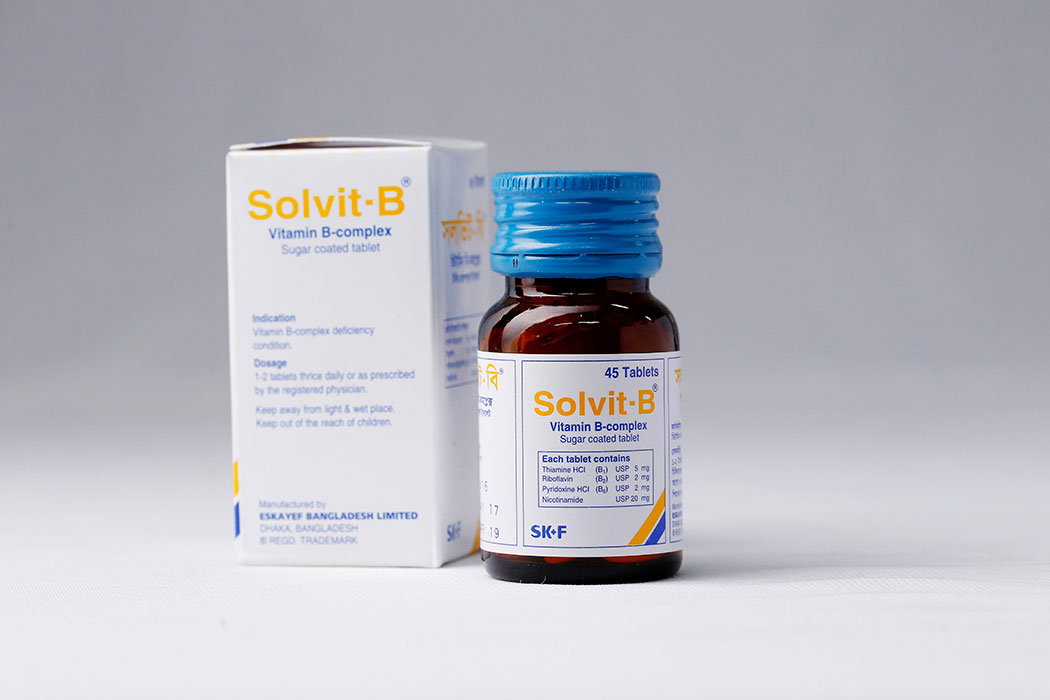 Solvit-B®
Vitamin B-complex
Sugar coated tablet
Indication
Vitamin B-complex deficiency
condition.
Dosage
1-2 tablets thrice daily or as prescribed
by the registered physician.
Keep away from light & wet place.
Keep out of the reach of children.
Manufactured by
ESKAYEF BANGLADESH LIMITED
DHAKA, BANGLADESH
® REGD. TRADEMARK
সলভিট-বি
SK+F
45 Tablets
Solvit-B®
Vitamin B-complex
Sugar coated tablet
Each tablet contains
Thiamine HCl (B₁) USP 5 mg
Riboflavin (B₂) USP 2 mg
Pyridoxine HCl (B₆) USP 2 mg
Nicotinamide USP 20 mg
SK+F
17
19